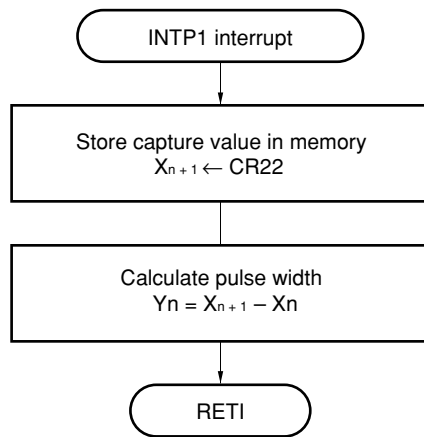 INTP1 interrupt
Store capture value in memory
Xn + 1 ← CR22
Calculate pulse width
Yn = Xn + 1 – Xn
RETI